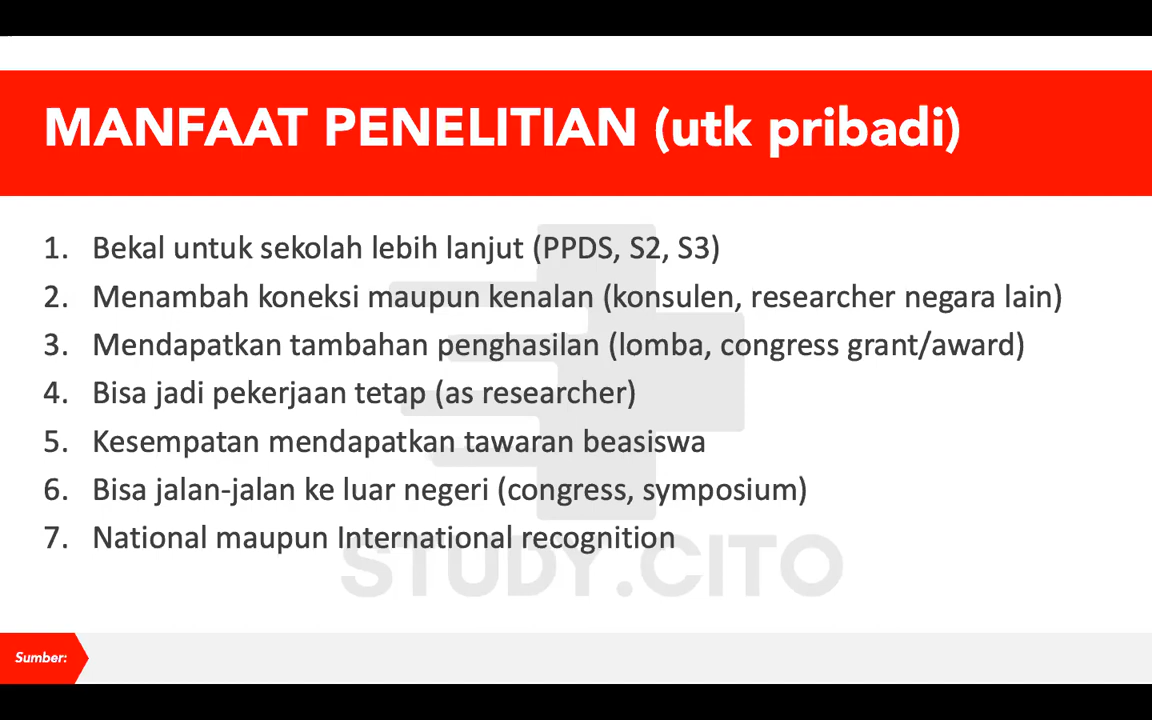 MANFAAT PENELITIAN (utk pribadi)
1. Bekal untuk sekolah lebih lanjut (PPDS, S2, S3)
2. Menambah koneksi maupun kenalan (konsulen, researcher negara lain)
3. Mendapatkan tambahan penghasilan (lomba, congress grant/award)
4. Bisa jadi pekerjaan tetap (as researcher)
5. Kesempatan mendapatkan tawaran beasiswa
6. Bisa jalan-jalan ke luar negeri (congress, symposium)
7. National maupun International recognition
STUDY.CITO
Sumber: